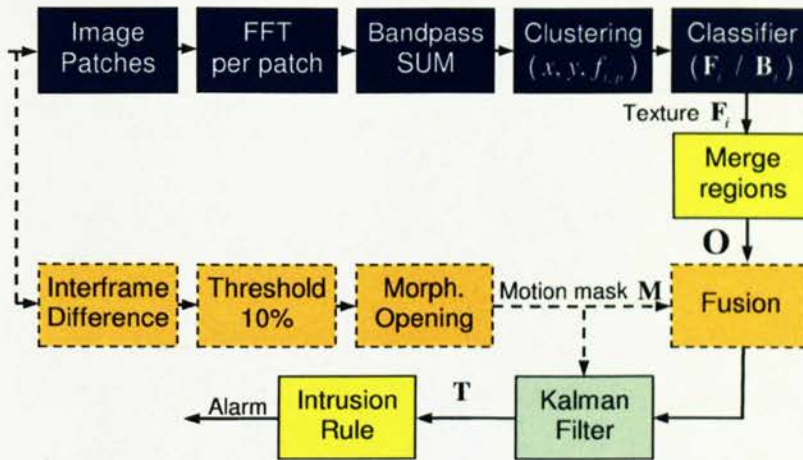 Image
Patches
FFT
per patch
Bandpass
SUM
Clustering
(x, y, f
Classifier
(F_i / B_i)
Texture F_i
Merge
regions
O
Interframe
Difference
Threshold
10%
Morph.
Opening
Motion mask M
Fusion
Alarm
Intrusion
Rule
T
Kalman
Filter